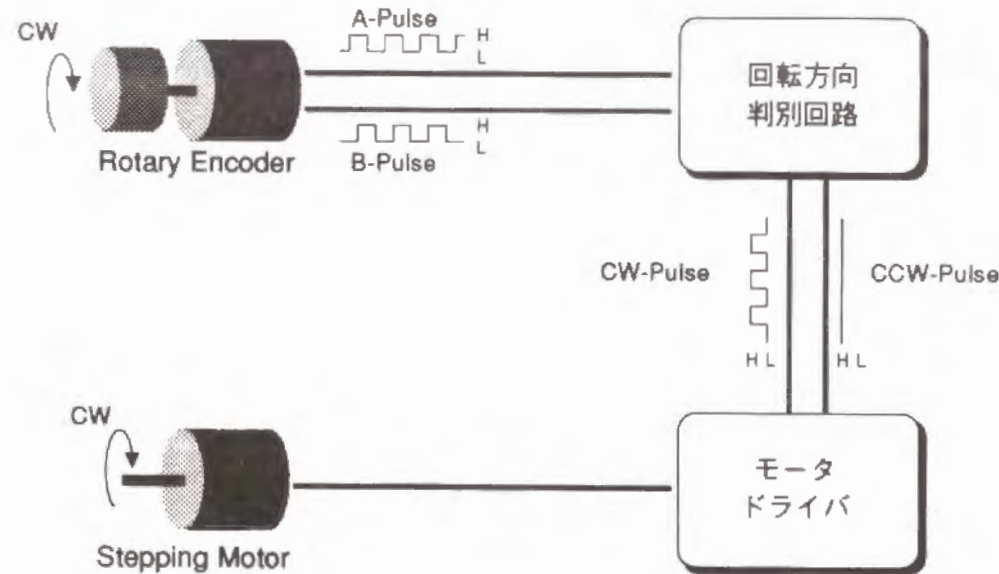 CW
A-Pulse
H
L
回転方向
判別回路
H
L
B-Pulse
Rotary Encoder
CW-Pulse
CCW-Pulse
H L
H L
CW
モータ
ドライバ
Stepping Motor